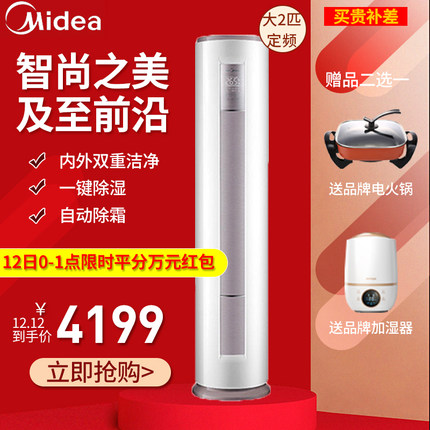 Midea
大2匹
定频
买贵补差
智尚之美
及至前沿
赠品二选一
内外双重洁净
一键除湿
自动除霜
送品牌电火锅
12日0-1点限时平分万元红包
12.12
到手价
¥
4199
立即抢购>
送品牌加湿器